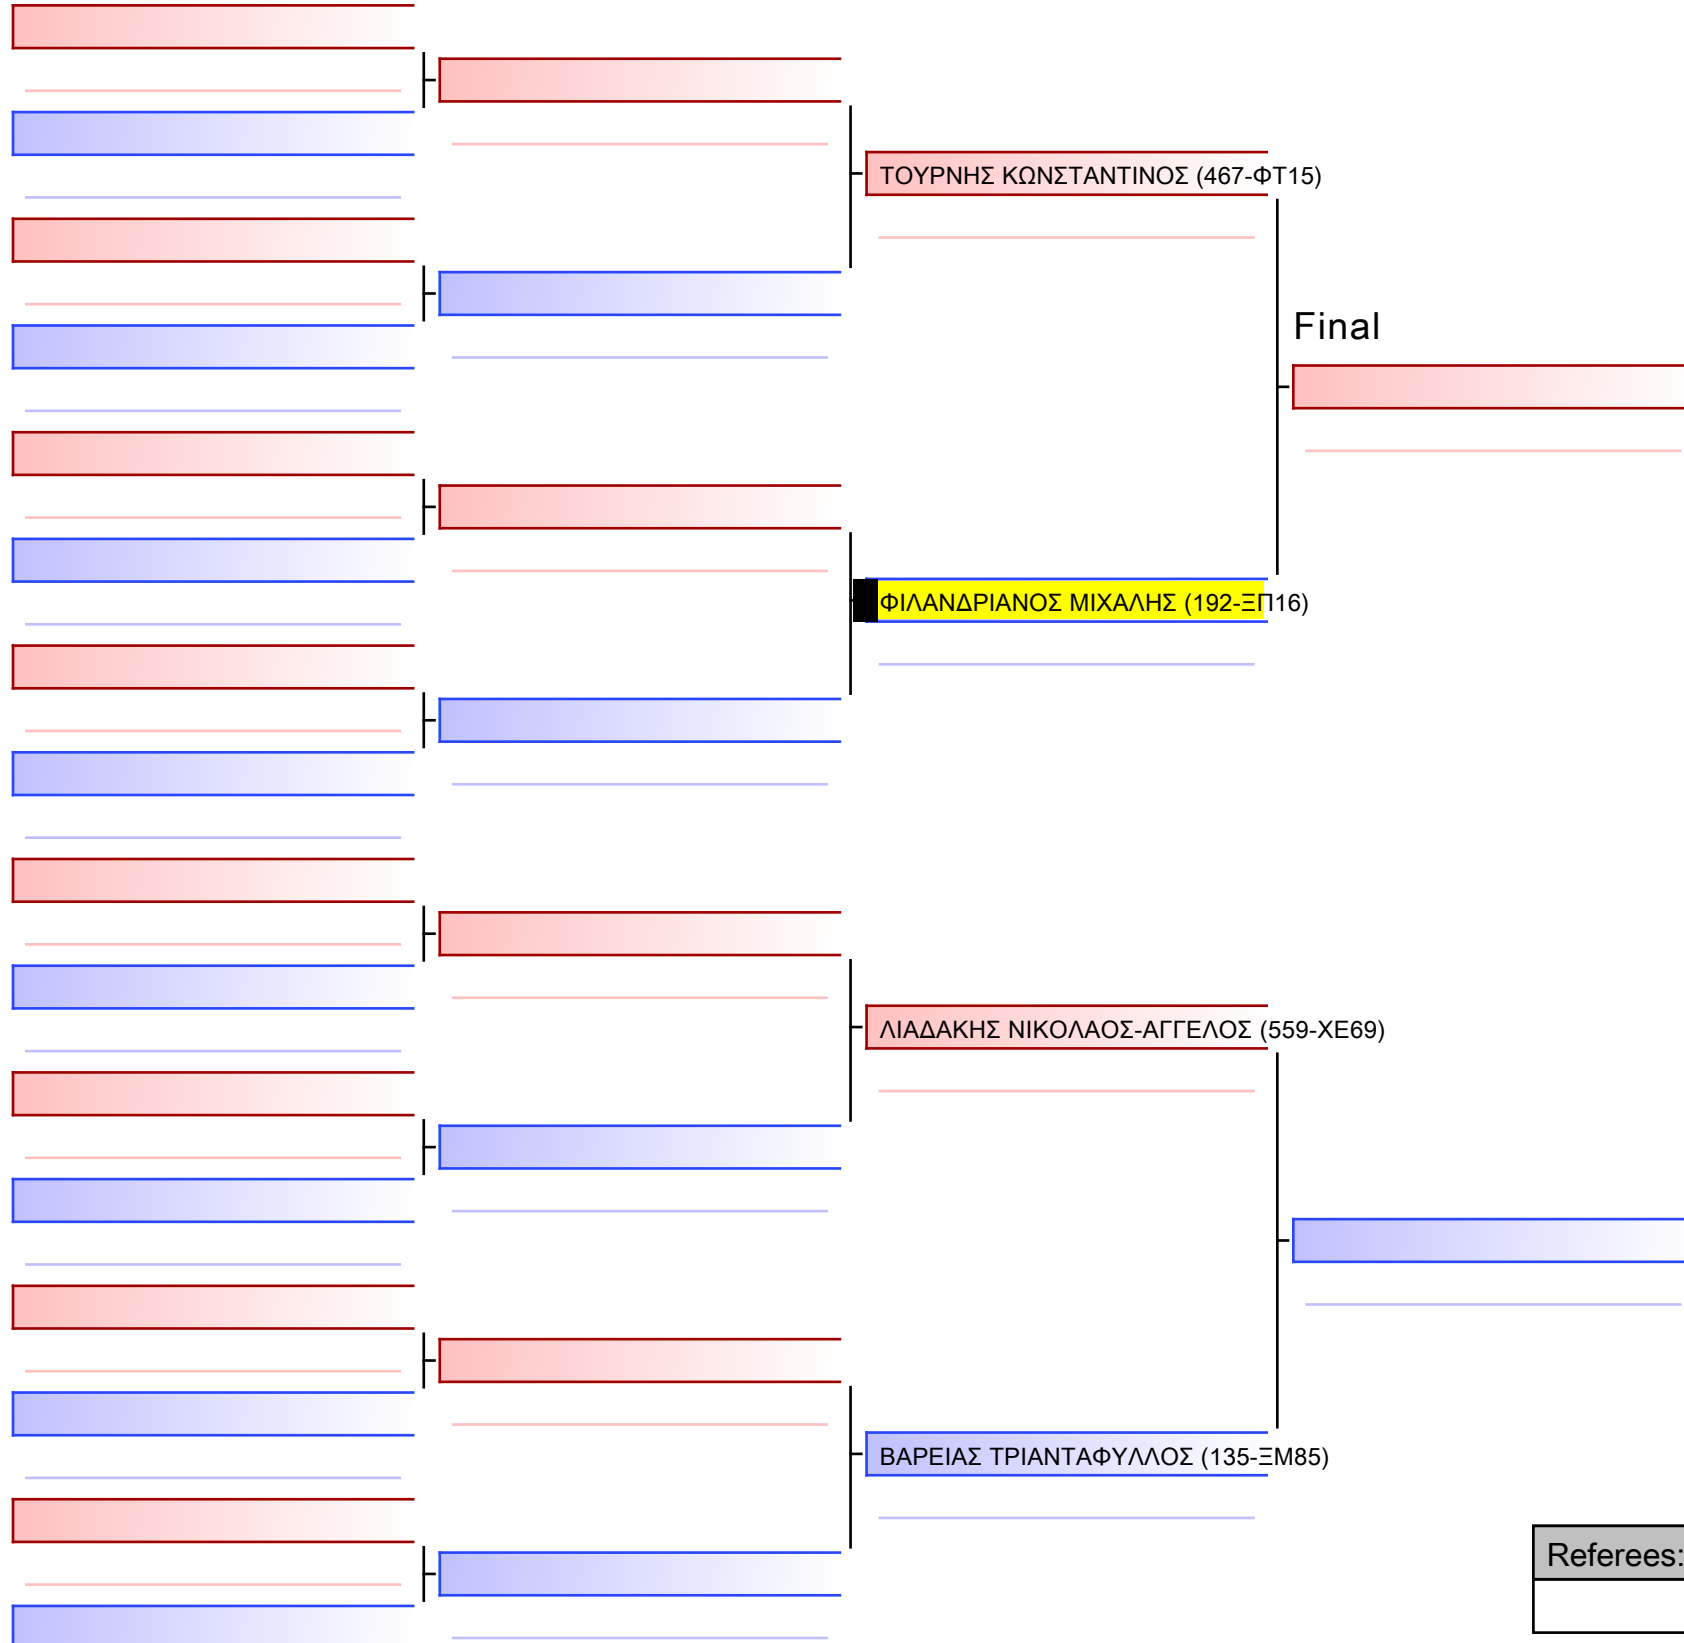 ΤΟΥΡΝΗΣ ΚΩΝΣΤΑΝΤΙΝΟΣ (467-ΦΤ15)
Final
ΦΙΛΑΝΔΡΙΑΝΟΣ ΜΙΧΑΛΗΣ (192-ΞΠ16)
ΛΙΑΔΑΚΗΣ ΝΙΚΟΛΑΟΣ-ΑΓΓΕΛΟΣ (559-ΧΕ69)
ΒΑΡΕΙΑΣ ΤΡΙΑΝΤΑΦΥΛΛΟΣ (135-ΞΜ85)
Referees: